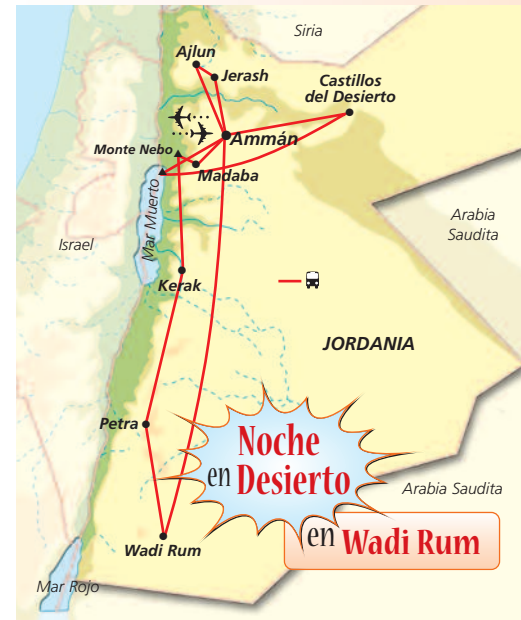 Siria
Ajlun
Jerash
Castillos
del Desierto
Ammán
Monte Nebo
Madaba
Mar Muerto
Arabia
Saudita
Israel
Kerak
JORDANIA
Petra
Noche
en Desierto
Arabia Saudita
en Wadi Rum
Wadi Rum
Mar Rojo